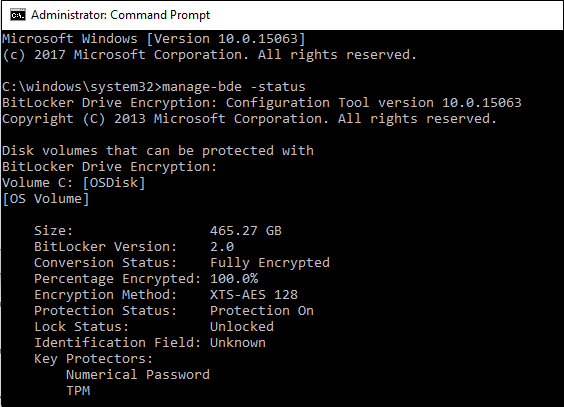 Administrator: Command Prompt
Microsoft Windows [Version 10.0.15063]
(c) 2017 Microsoft Corporation. All rights reserved.
C:\windows\system32>manage-bde -status
BitLocker Drive Encryption: Configuration Tool version 10.0.15063
Copyright (C) 2013 Microsoft Corporation. All rights reserved.
Disk volumes that can be protected with
BitLocker Drive Encryption:
Volume C: [OSDisk]
[OS Volume]
Size: 465.27 GB
BitLocker Version: 2.0
Conversion Status: Fully Encrypted
Percentage Encrypted: 100.0%
Encryption Method: XTS-AES 128
Protection Status: Protection On
Lock Status: Unlocked
Identification Field: Unknown
Key Protectors:
Numerical Password
TPM